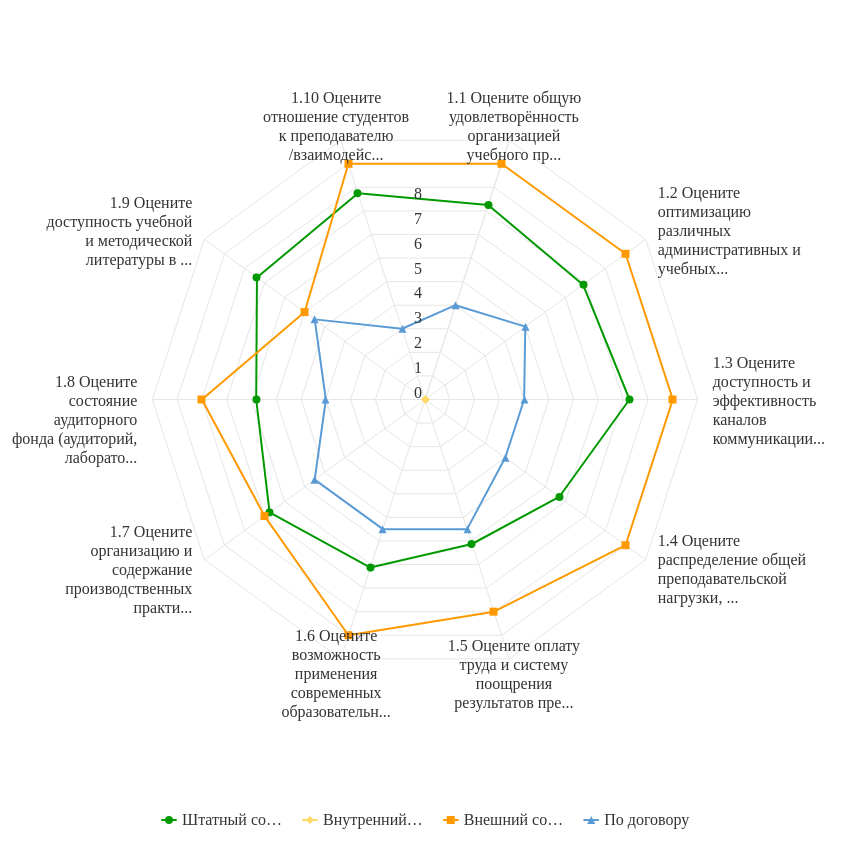 1.10 Оцените
отношение студентов
к преподавателю
/взаимодейс...
1.1 Оцените общую
удовлетворённость
организацией
учебного пр...
1.2 Оцените
оптимизацию
различных
административных и
учебных...
1.3 Оцените
доступность и
эффективность
каналов
коммуникации...
1.4 Оцените
распределение общей
преподавательской
нагрузки, ...
1.5 Оцените оплату
труда и систему
поощрения
результатов пре...
1.6 Оцените
возможность
применения
современных
образовательн...
1.7 Оцените
организацию и
содержание
производственных
практи...
1.8 Оцените
состояние
аудиторного
фонда (аудиторий,
лаборато...
1.9 Оцените
доступность учебной
и методической
литературы в ...
8
7
6
5
4
3
2
1
0
Штатный со... Внутренний... Внешний со... По договору